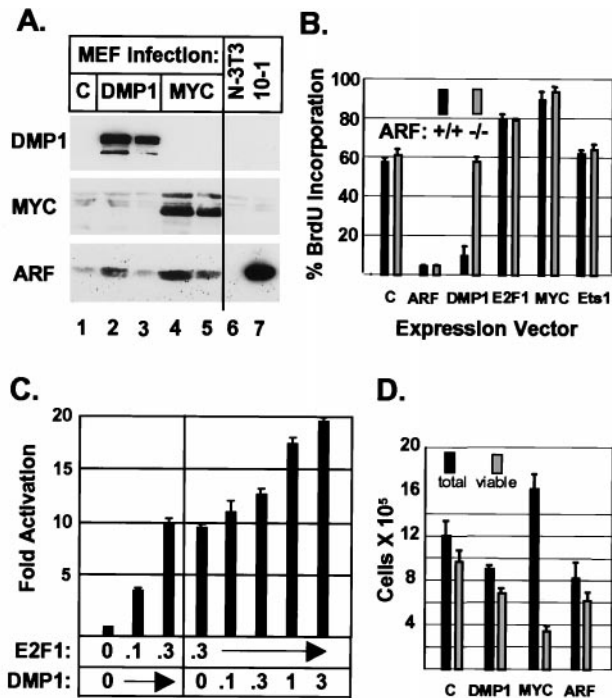 A.
MEF Infection:
C DMP1 MYC N-3T3 10-1
DMP1
MYC
ARF
1 2 3 4 5 6 7
B.
% BrdU Incorporation
100
80
60
40
20
ARF: +/+ -/-
C ARF DMP1 E2F1 MYC Ets1
Expression Vector
C.
Fold Activation
20
15
10
5
E2F1: 0 .1 .3 .3
DMP1: 0 0 .1 .3 1 3
D.
Cells X 10⁵
20
16
12
8
4
total viable
C DMP1 MYC ARF